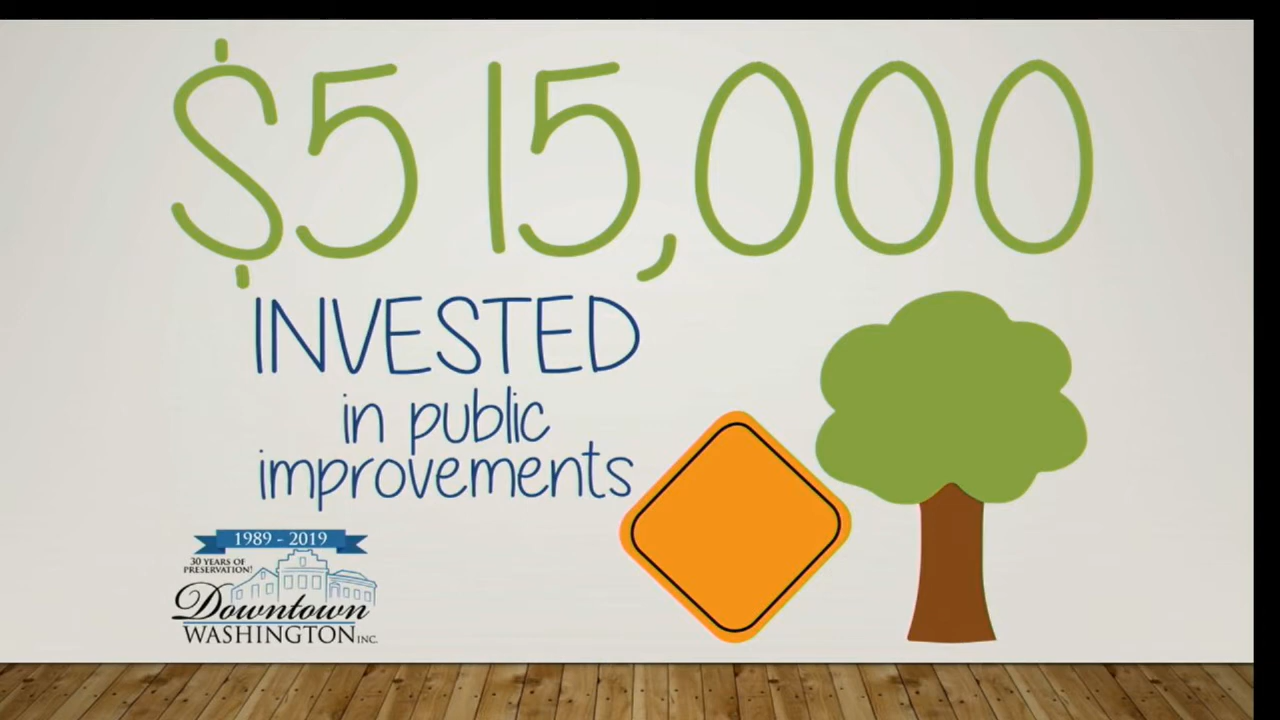 $515,000
INVESTED
in public
improvements
1989 - 2019
30 YEARS OF
PRESERVATION!
Downtown
WASHINGTON INC.